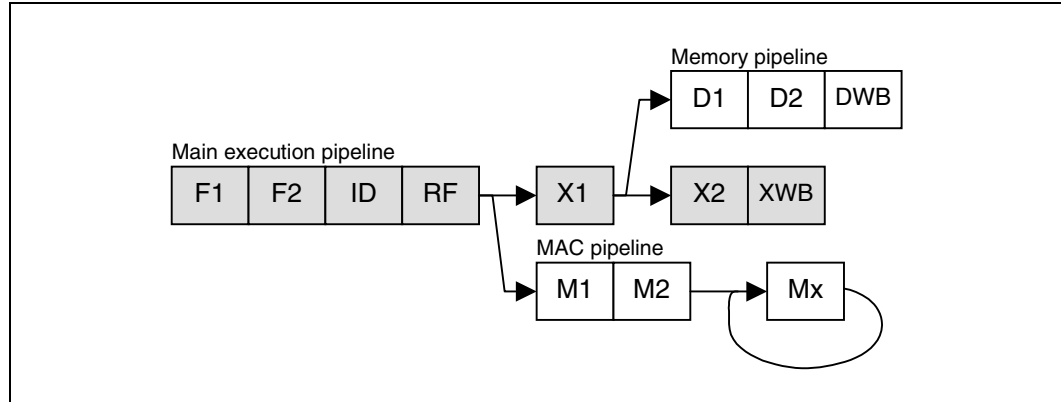 Memory pipeline
D1 D2 DWB
Main execution pipeline
F1 F2 ID RF X1 X2 XWB
MAC pipeline
M1 M2 Mx